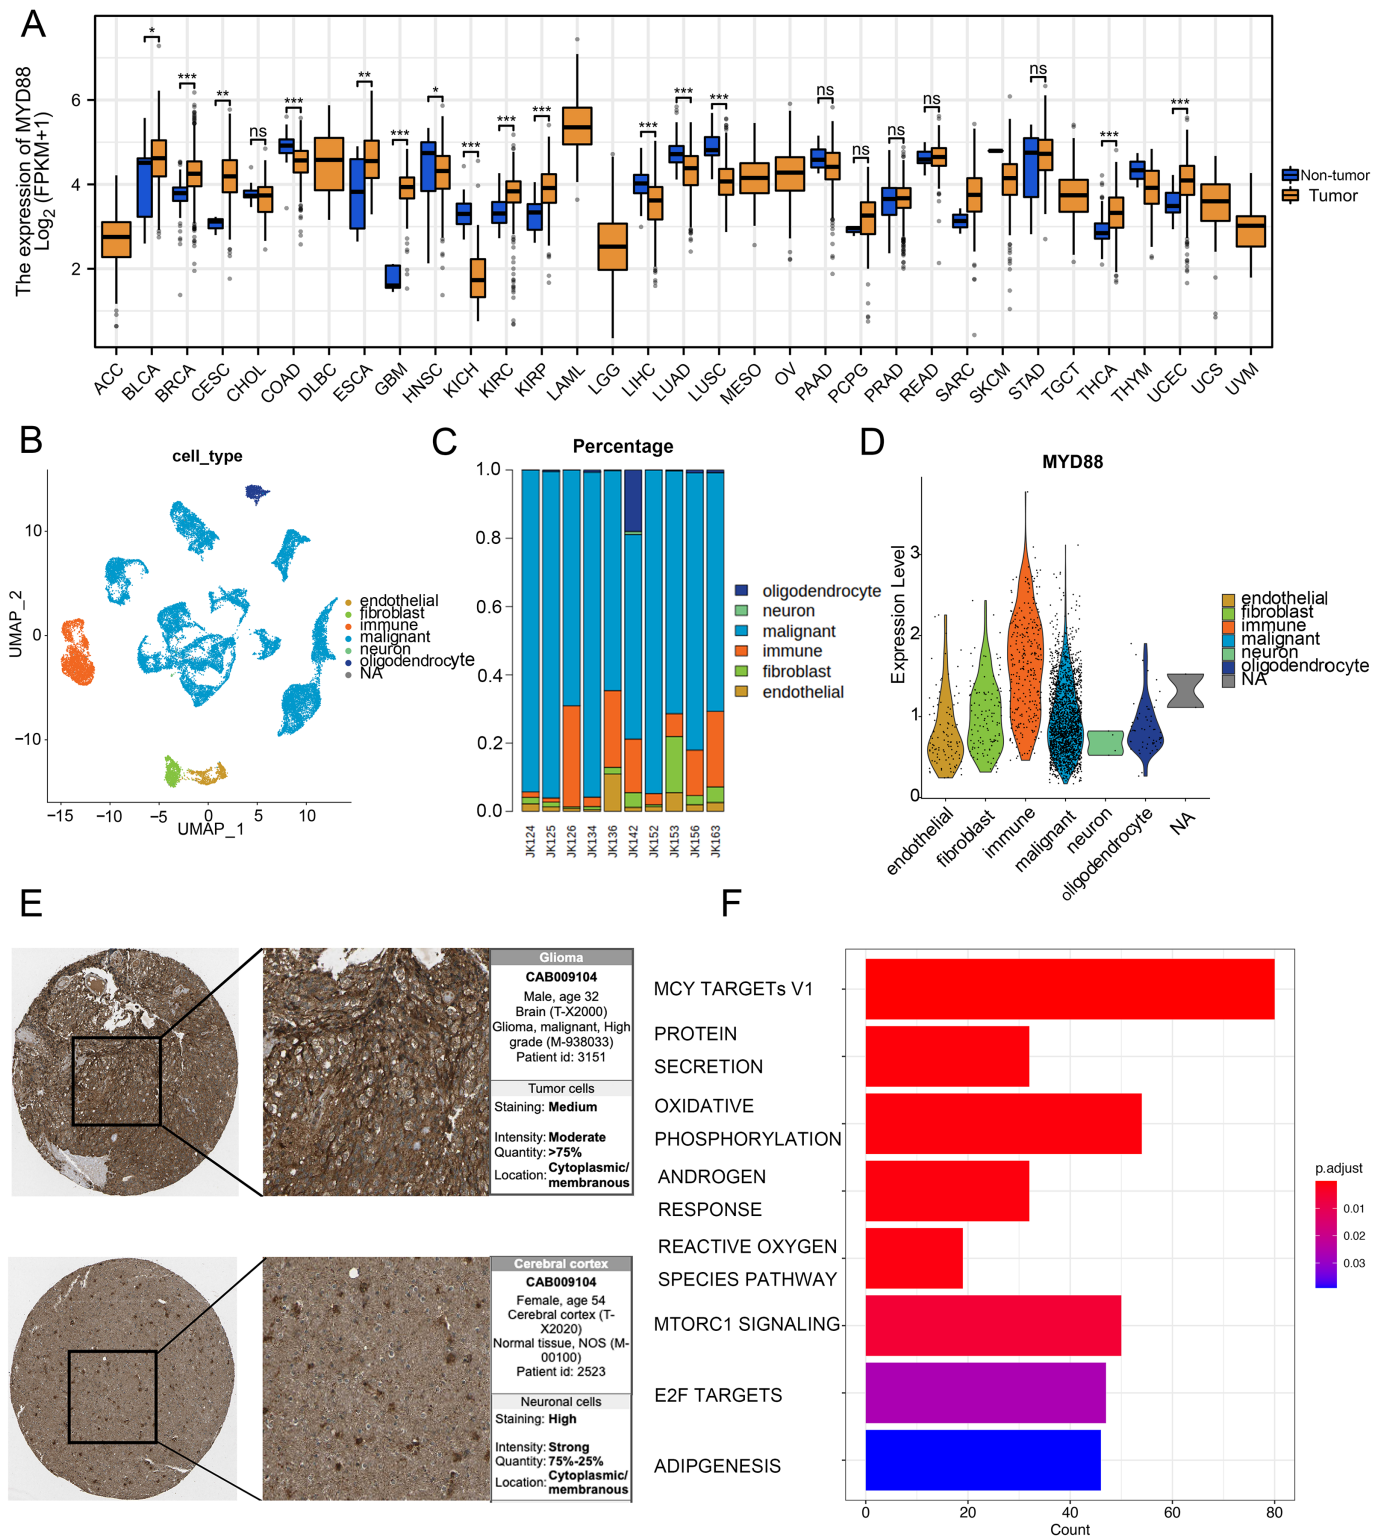 A
The expression of MYD88
Log2 (FPKM+1)
6
4
2
* *** ** ns *** ** *** * *** *** *** *** *** *** ns ns ns ns ns *** ***
Non-tumor
Tumor
ACC BLCA BRCA CESC CHOL COAD DLBC ESCA GBM HNSC KICH KIRC KIRP LAML LGG LIHC LUAD LUSC MESO OV PAAD PCPG PRAD READ SARC SKCM STAD TGCT THCA THYM UCEC UCS UVM
B
cell_type
UMAP_2
10
0
−10
−15 −10 −5 0 5 10
UMAP_1
endothelial
fibroblast
immune
malignant
neuron
oligodendrocyte
NA
C
Percentage
1.0
0.8
0.6
0.4
0.2
0.0
JK124 JK125 JK126 JK134 JK136 JK142 JK152 JK153 JK156 JK163
oligodendrocyte
neuron
malignant
immune
fibroblast
endothelial
D
MYD88
Expression Level
3
2
1
0
endothelial fibroblast immune malignant neuron oligodendrocyte NA
endothelial
fibroblast
immune
malignant
neuron
oligodendrocyte
NA
E
Glioma
CAB009104
Male, age 32
Brain (T-X2000)
Glioma, malignant, High
grade (M-938033)
Patient id: 3151
Tumor cells
Staining: Medium
Intensity: Moderate
Quantity: >75%
Location: Cytoplasmic/
membranous
Cerebral cortex
CAB009104
Female, age 54
Cerebral cortex (T-
X2020)
Normal tissue, NOS (M-
00100)
Patient id: 2523
Neuronal cells
Staining: High
Intensity: Strong
Quantity: 75%-25%
Location: Cytoplasmic/
membranous
F
MCY TARGETs V1
PROTEIN
SECRETION
OXIDATIVE
PHOSPHORYLATION
ANDROGEN
RESPONSE
REACTIVE OXYGEN
SPECIES PATHWAY
MTORC1 SIGNALING
E2F TARGETS
ADIPGENESIS
0 20 40 60 80
Count
p.adjust
0.01
0.02
0.03